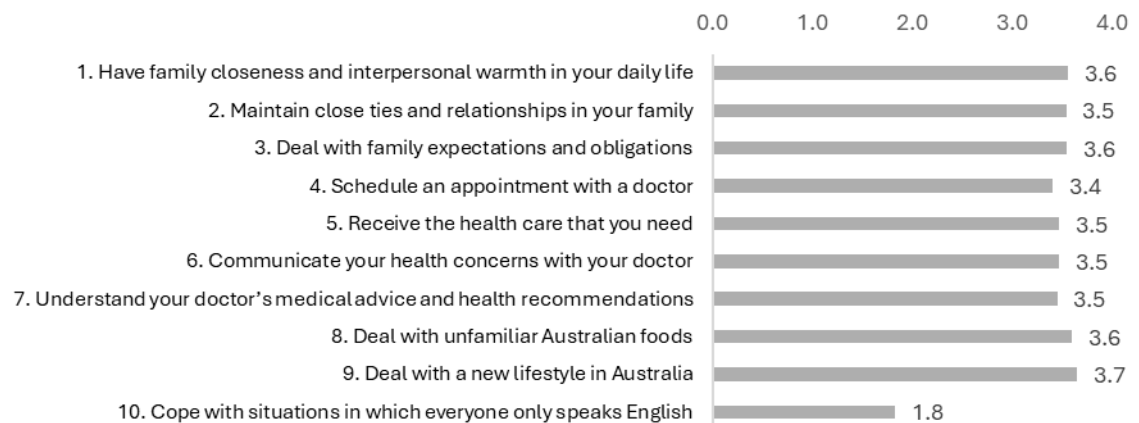 0.0 1.0 2.0 3.0 4.0
1. Have family closeness and interpersonal warmth in your daily life 3.6
2. Maintain close ties and relationships in your family 3.5
3. Deal with family expectations and obligations 3.6
4. Schedule an appointment with a doctor 3.4
5. Receive the health care that you need 3.5
6. Communicate your health concerns with your doctor 3.5
7. Understand your doctor’s medical advice and health recommendations 3.5
8. Deal with unfamiliar Australian foods 3.6
9. Deal with a new lifestyle in Australia 3.7
10. Cope with situations in which everyone only speaks English 1.8